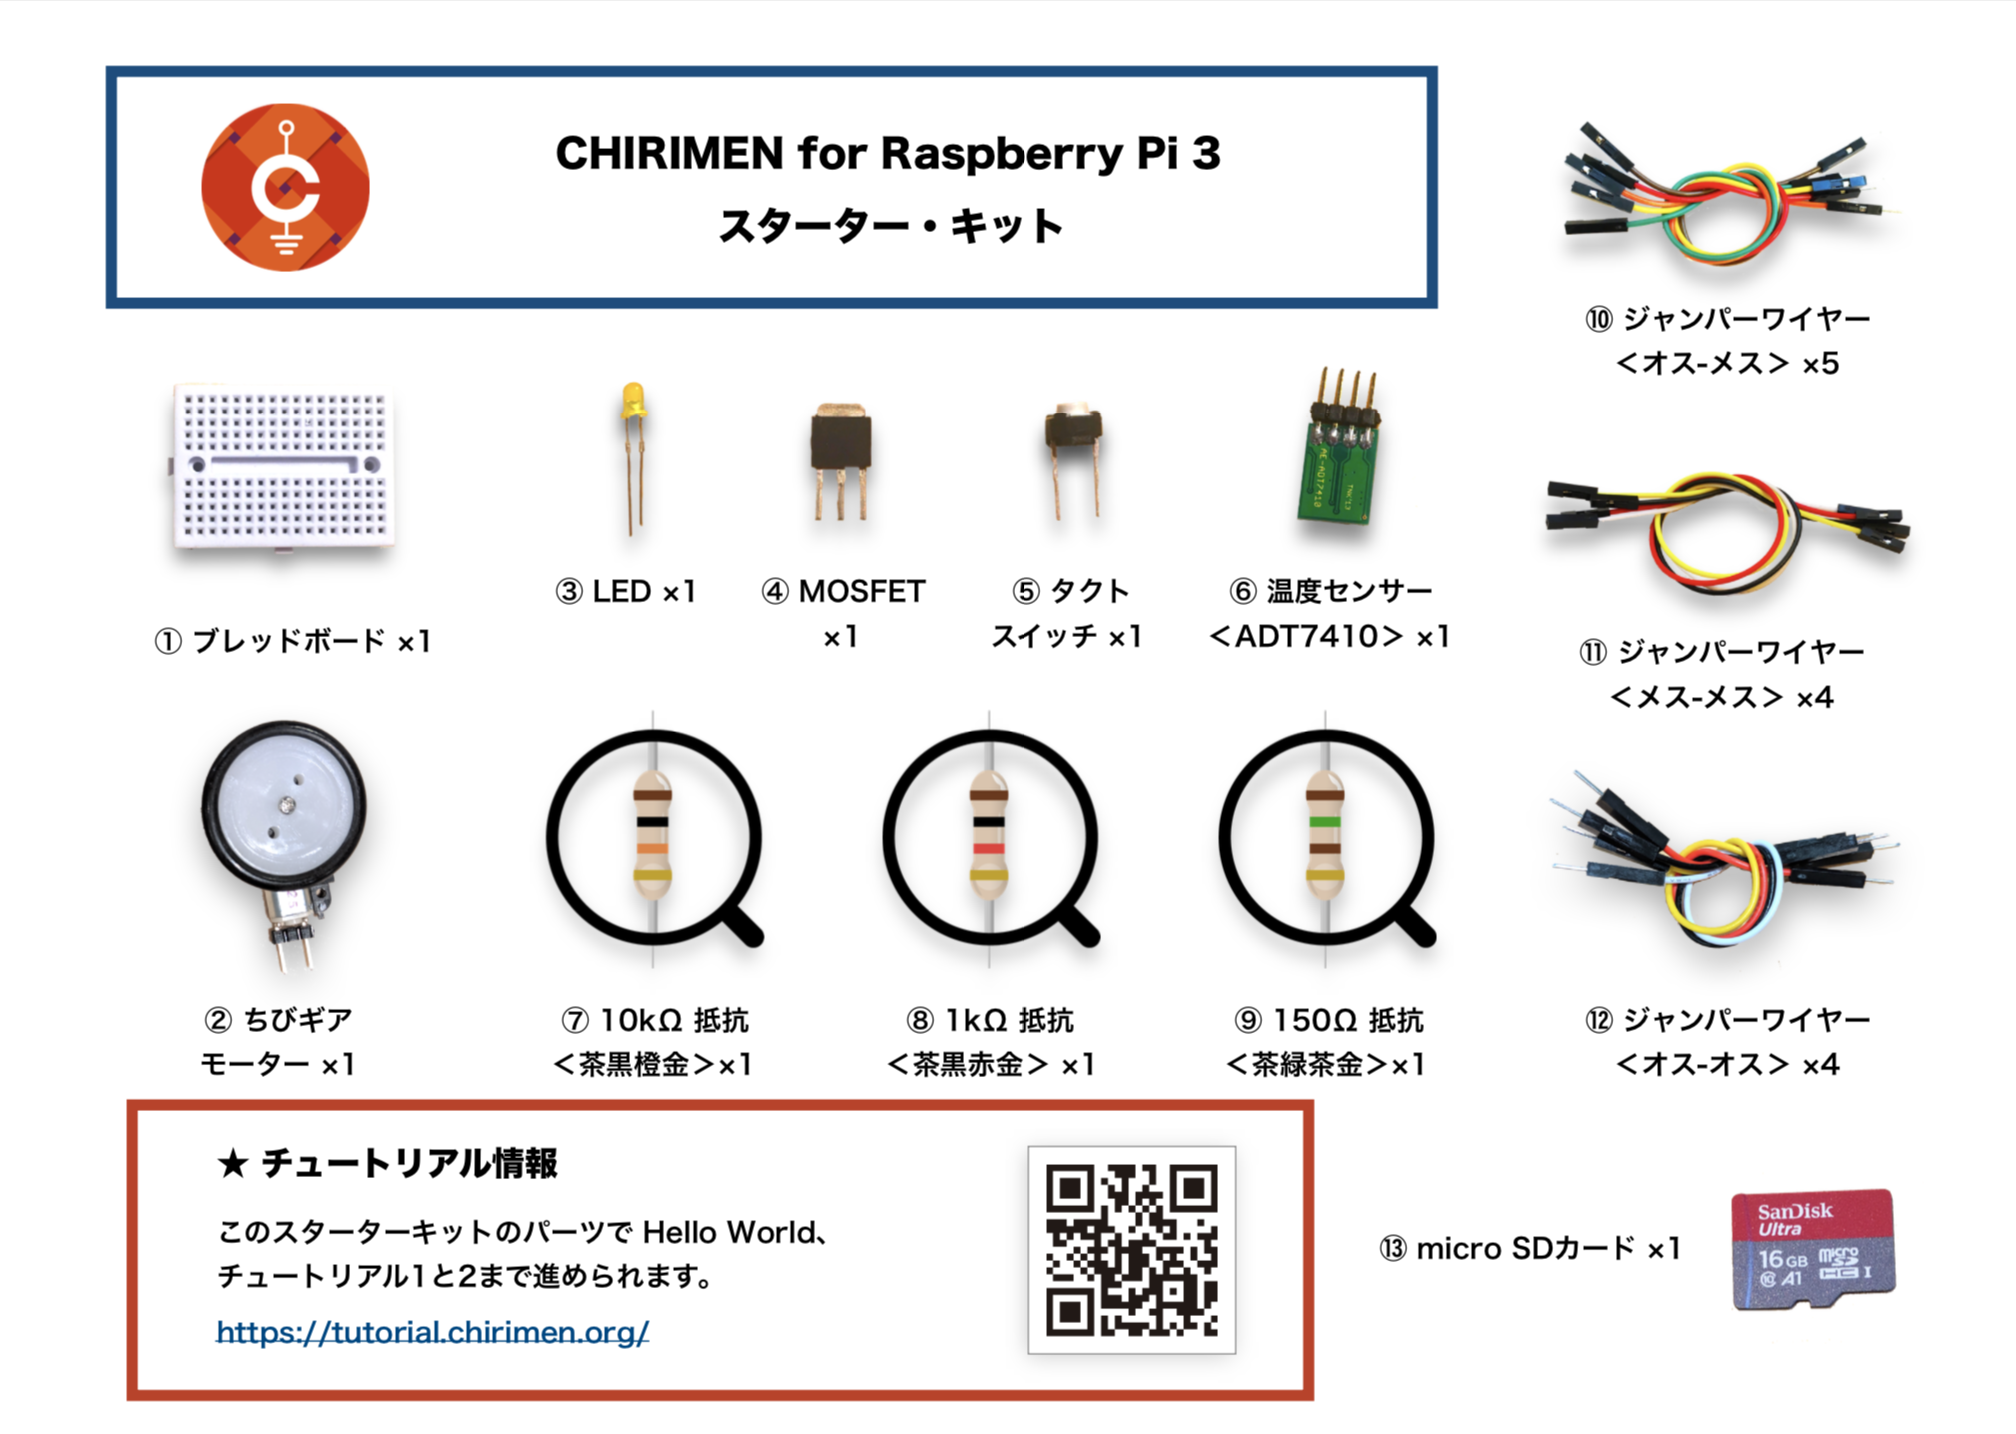 CHIRIMEN for Raspberry Pi 3
スターター・キット
① ブレッドボード ×1
② ちびギア
モーター ×1
③ LED ×1
④ MOSFET
×1
⑤ タクト
スイッチ ×1
⑥ 温度センサー
＜ADT7410＞ ×1
AE-ADT7410
⑦ 10kΩ 抵抗
＜茶黒橙金＞×1
⑧ 1kΩ 抵抗
＜茶黒赤金＞ ×1
⑨ 150Ω 抵抗
＜茶緑茶金＞×1
⑩ ジャンパーワイヤー
＜オス-メス＞ ×5
⑪ ジャンパーワイヤー
＜メス-メス＞ ×4
⑫ ジャンパーワイヤー
＜オス-オス＞ ×4
★ チュートリアル情報
このスターターキットのパーツで Hello World、
チュートリアル1と2まで進められます。
https://tutorial.chirimen.org/
⑬ micro SDカード ×1
SanDisk
Ultra
16 GB micro SD HC I
⑩ A1